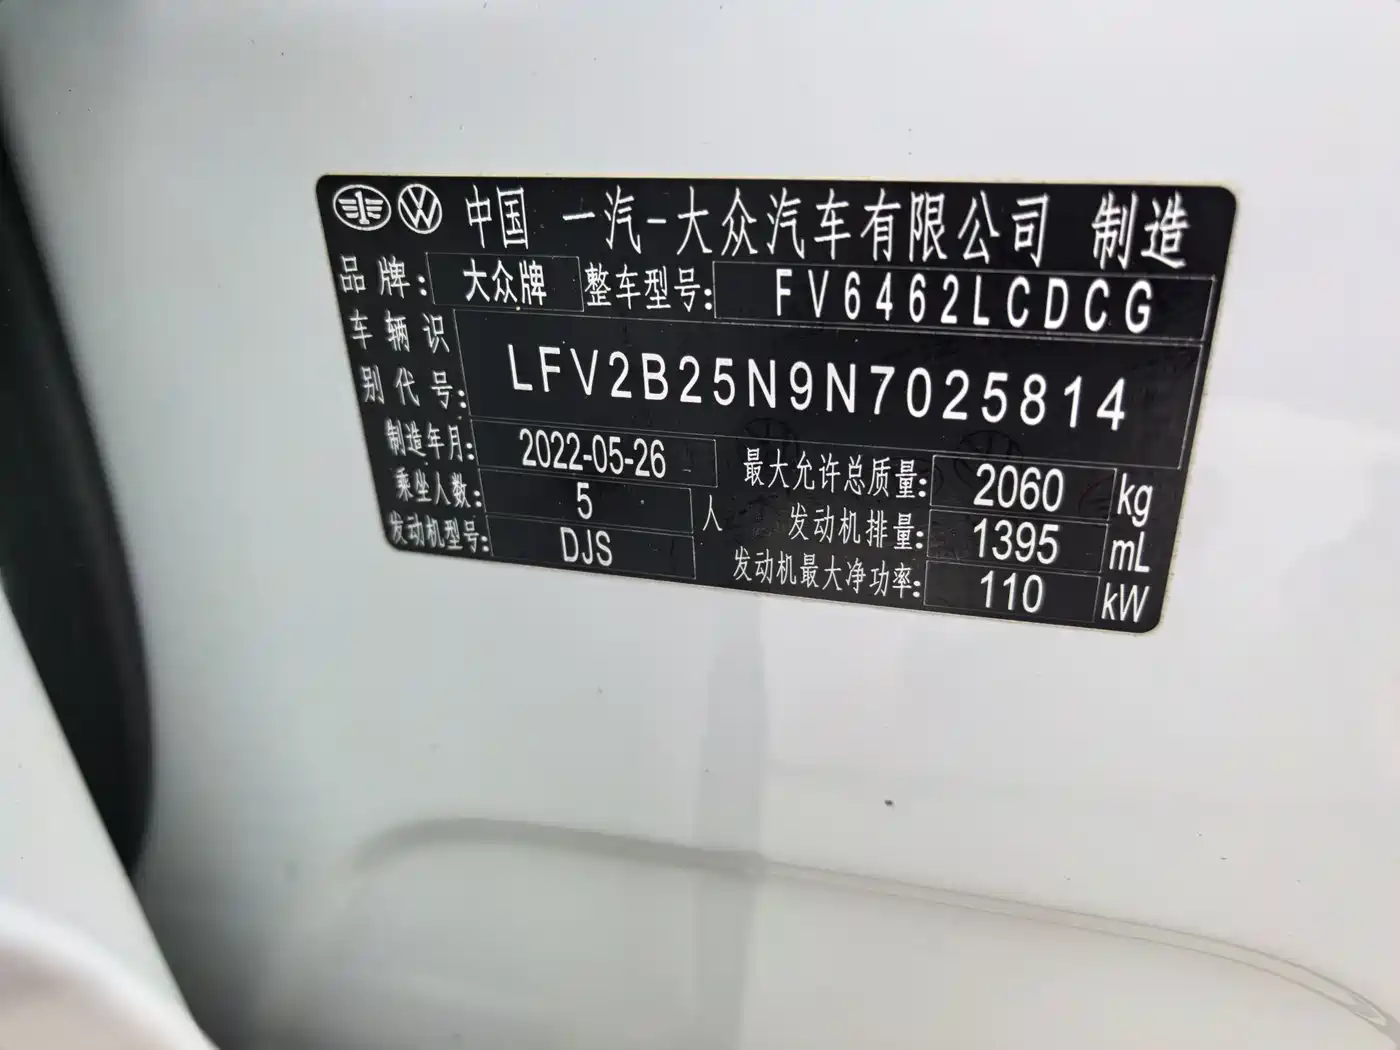 中国 一汽-大众汽车有限公司 制造
品牌: 大众牌 整车型号: FV6462LCDCG
车辆识
别代号: LFV2B25N9N7025814
制造年月: 2022-05-26 最大允许总质量: 2060 kg
乘坐人数: 5 人 发动机排量: 1395 mL
发动机型号: DJS 发动机最大净功率: 110 kW